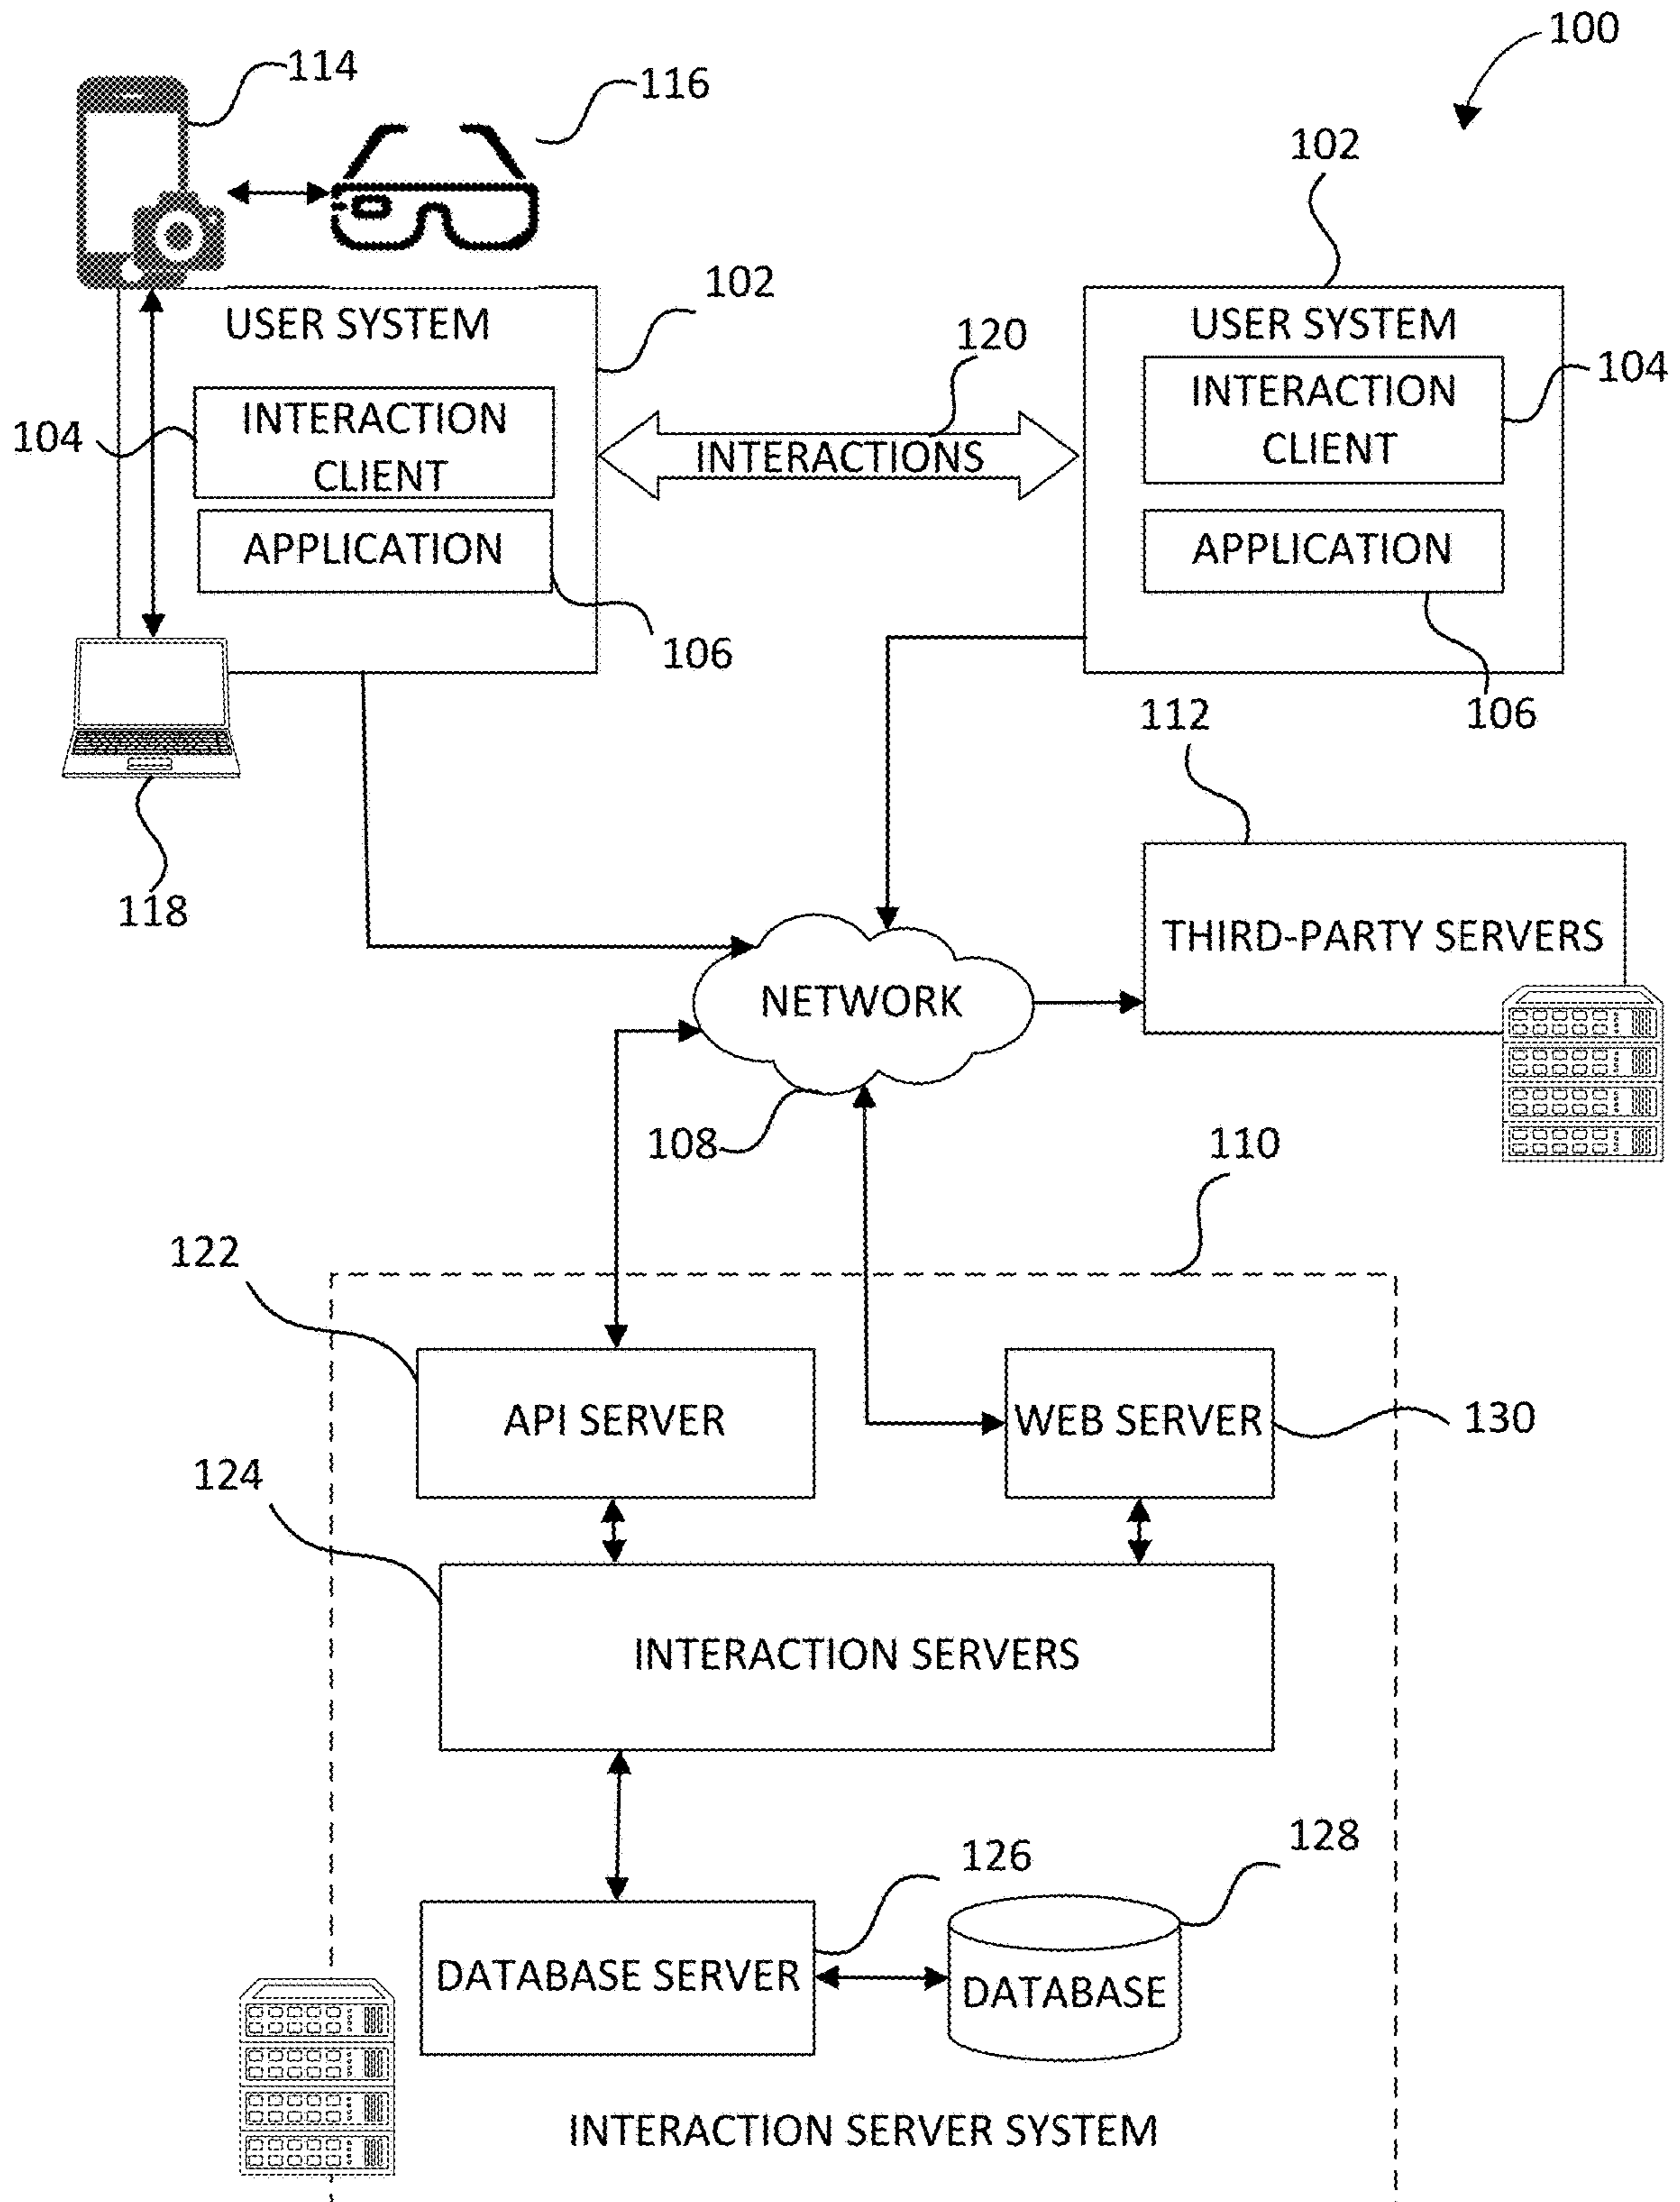 100
114
116
102
USER SYSTEM
102
USER SYSTEM
120
104
INTERACTION
CLIENT
INTERACTIONS
INTERACTION
CLIENT
104
APPLICATION
APPLICATION
106
106
112
118
THIRD-PARTY SERVERS
NETWORK
108
110
122
API SERVER
WEB SERVER
130
124
INTERACTION SERVERS
126
128
DATABASE SERVER
DATABASE
INTERACTION SERVER SYSTEM